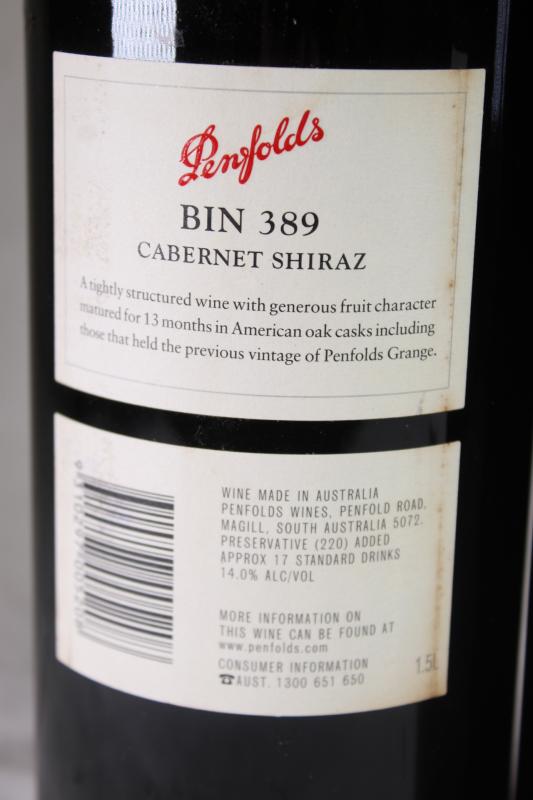 Penfolds
BIN 389
CABERNET SHIRAZ
A tightly structured wine with generous fruit character
matured for 13 months in American oak casks including
those that held the previous vintage of Penfolds Grange.
WINE MADE IN AUSTRALIA
PENFOLDS WINES, PENFOLD ROAD,
MAGILL, SOUTH AUSTRALIA 5072.
PRESERVATIVE (220) ADDED
APPROX 17 STANDARD DRINKS
14.0% ALC/VOL
MORE INFORMATION ON
THIS WINE CAN BE FOUND AT
www.penfolds.com
CONSUMER INFORMATION
☎AUST. 1300 651 650
1.5L